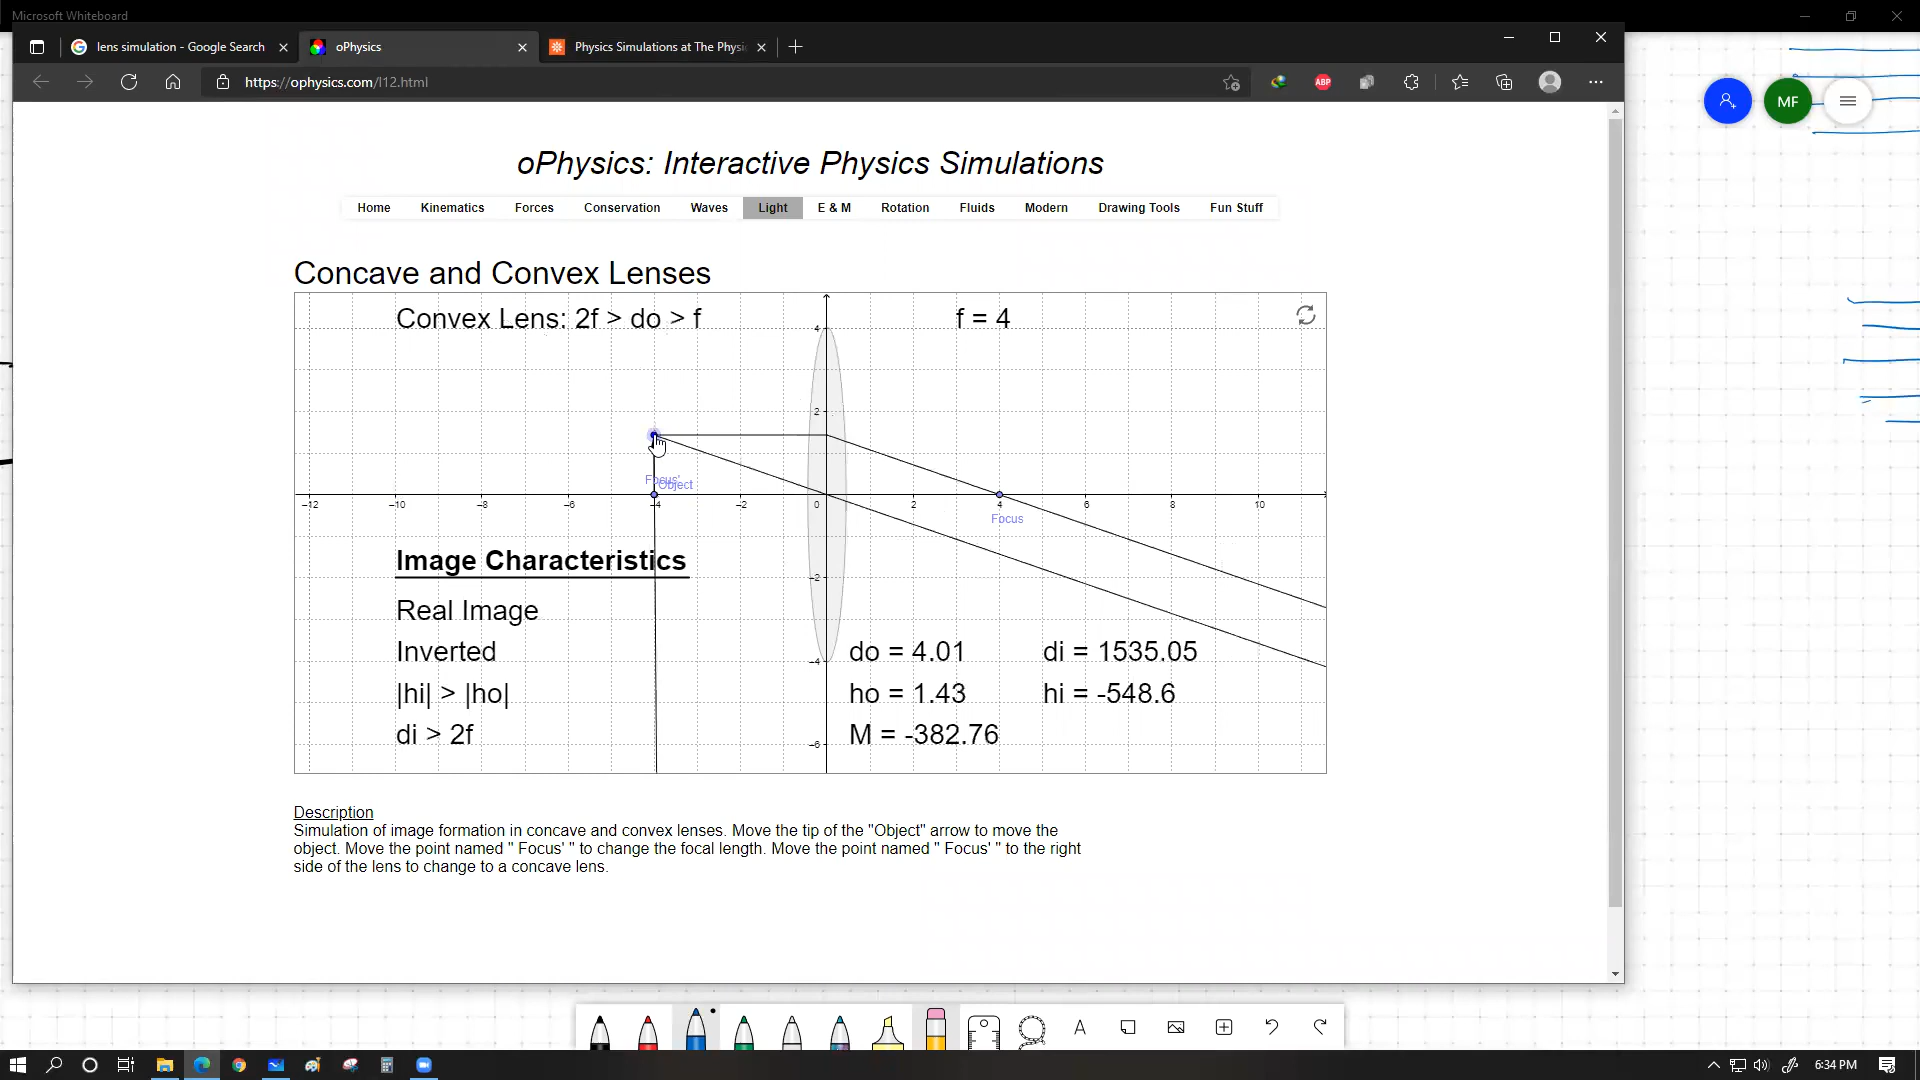 Microsoft Whiteboard
lens simulation - Google Search
oPhysics
Physics Simulations at The Physi
https://ophysics.com/l12.html
ABP
MF
oPhysics: Interactive Physics Simulations
Home Kinematics Forces Conservation Waves Light E & M Rotation Fluids Modern Drawing Tools Fun Stuff
Concave and Convex Lenses
Convex Lens: 2f > do > f
f = 4
4
2
Focus'
Object
−12 −10 −8 −6 −4 −2 0 2 4 6 8 10
Focus
−2
−4
−6
Image Characteristics
Real Image
Inverted
|hi| > |ho|
di > 2f
do = 4.01 di = 1535.05
ho = 1.43 hi = -548.6
M = -382.76
Description
Simulation of image formation in concave and convex lenses. Move the tip of the "Object" arrow to move the
object. Move the point named " Focus' " to change the focal length. Move the point named " Focus' " to the right
side of the lens to change to a concave lens.
A
6:34 PM